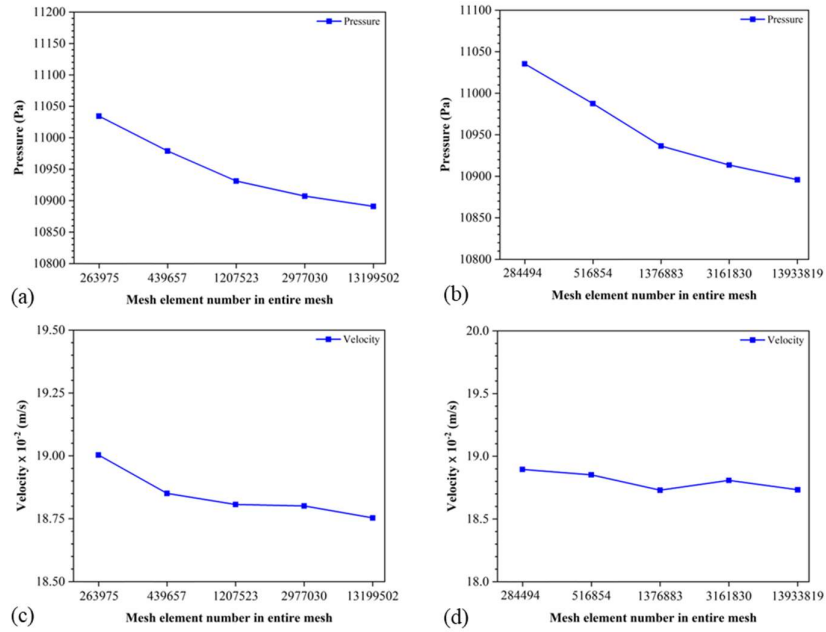 11200
11150
11100
11050
11000
10950
10900
10850
10800
Pressure (Pa)
Pressure
263975 439657 1207523 2977030 13199502
Mesh element number in entire mesh
(a)
11100
11050
11000
10950
10900
10850
10800
Pressure (Pa)
Pressure
284494 516854 1376883 3161830 13933819
Mesh element number in entire mesh
(b)
19.50
19.25
19.00
18.75
18.50
Velocity x 10⁻² (m/s)
Velocity
263975 439657 1207523 2977030 13199502
Mesh element number in entire mesh
(c)
20.0
19.5
19.0
18.5
18.0
Velocity x 10⁻² (m/s)
Velocity
284494 516854 1376883 3161830 13933819
Mesh element number in entire mesh
(d)